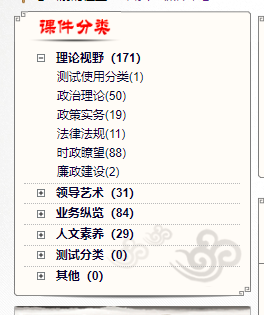 课件分类
理论视野 (171)
测试使用分类(1)
政治理论(50)
政策实务(19)
法律法规(11)
时政瞭望(88)
廉政建设(2)
领导艺术 (31)
业务纵览 (84)
人文素养 (29)
测试分类 (0)
其他 (0)